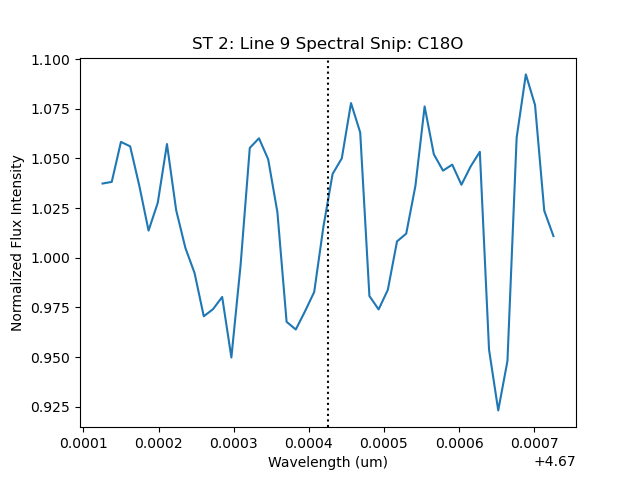 ST 2: Line 9 Spectral Snip: C18O
Normalized Flux Intensity
1.100
1.075
1.050
1.025
1.000
0.975
0.950
0.925
0.0001 0.0002 0.0003 0.0004 0.0005 0.0006 0.0007
Wavelength (um)
+4.67